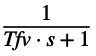 1
Tfv · s + 1